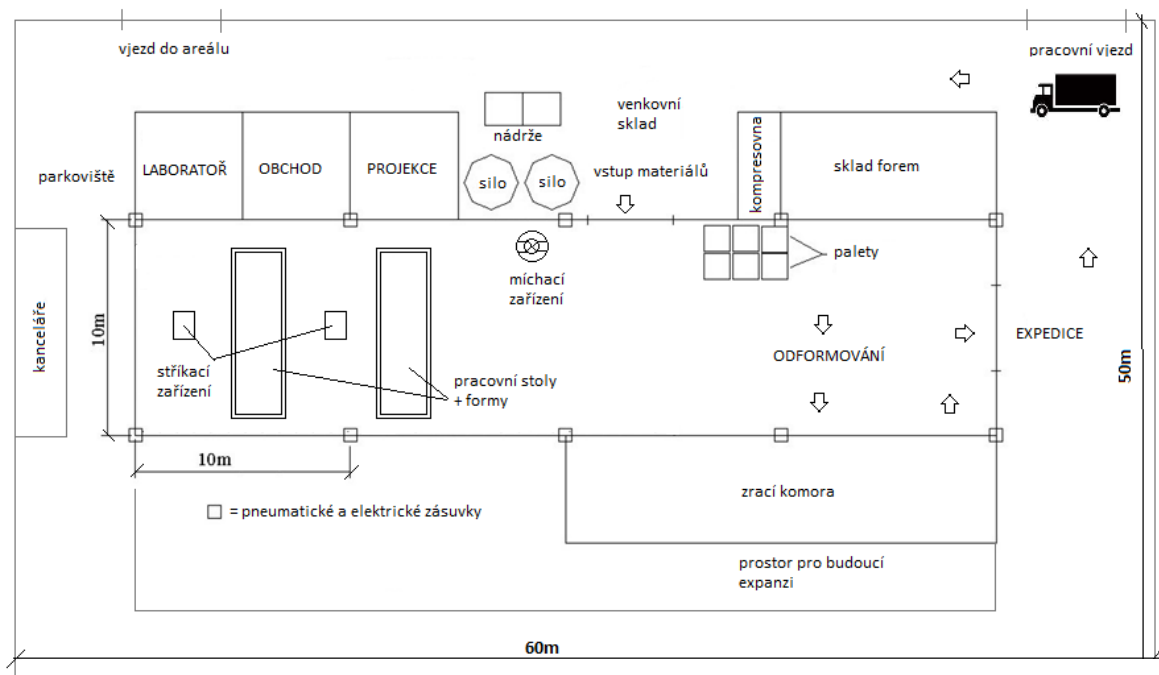 vjezd do areálu
pracovní vjezd
venkovní
sklad
nádrže
parkoviště
LABORATOŘ
OBCHOD
PROJEKCE
silo
silo
vstup materiálů
kompresovna
sklad forem
míchací
zařízení
palety
kanceláře
10m
stříkací
zařízení
pracovní stoly
+ formy
ODFORMOVÁNÍ
EXPEDICE
50m
10m
= pneumatické a elektrické zásuvky
zrací komora
prostor pro budoucí
expanzi
60m